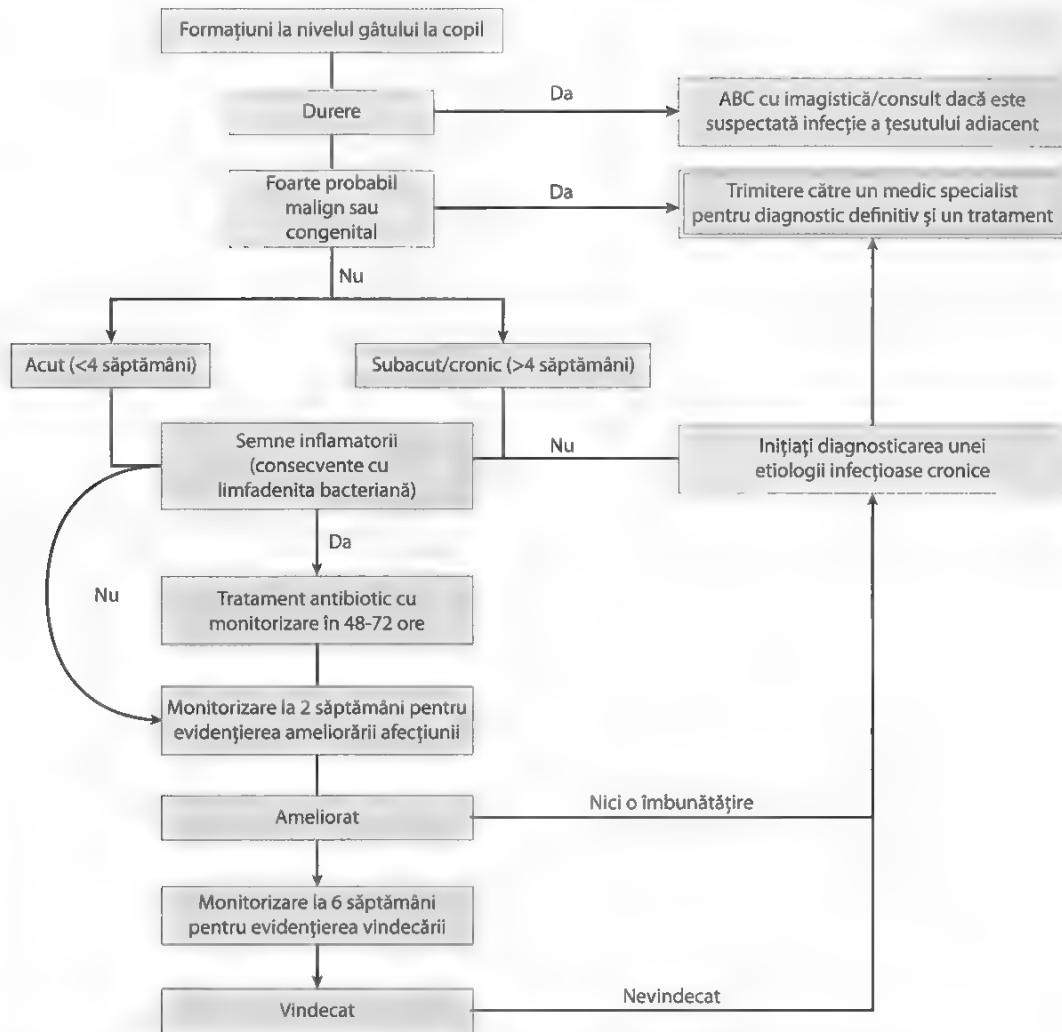 Formațiuni la nivelul gâtului la copil
Durere
Da
ABC cu imagistică/consult dacă este
suspectată infecție a țesutului adiacent
Foarte probabil
malign sau
congenital
Da
Trimitere către un medic specialist
pentru diagnostic definitiv și un tratament
Nu
Acut (<4 săptămâni)
Subacut/cronic (>4 săptămâni)
Semne inflamatorii
(consecvente cu
limfadenita bacteriană)
Nu
Inițiați diagnosticarea unei
etiologii infecțioase cronice
Da
Nu
Tratament antibiotic cu
monitorizare în 48-72 ore
Monitorizare la 2 săptămâni pentru
evidențierea ameliorării afecțiunii
Ameliorat
Nici o îmbunătățire
Monitorizare la 6 săptămâni
pentru evidențierea vindecării
Vindecat
Nevindecat